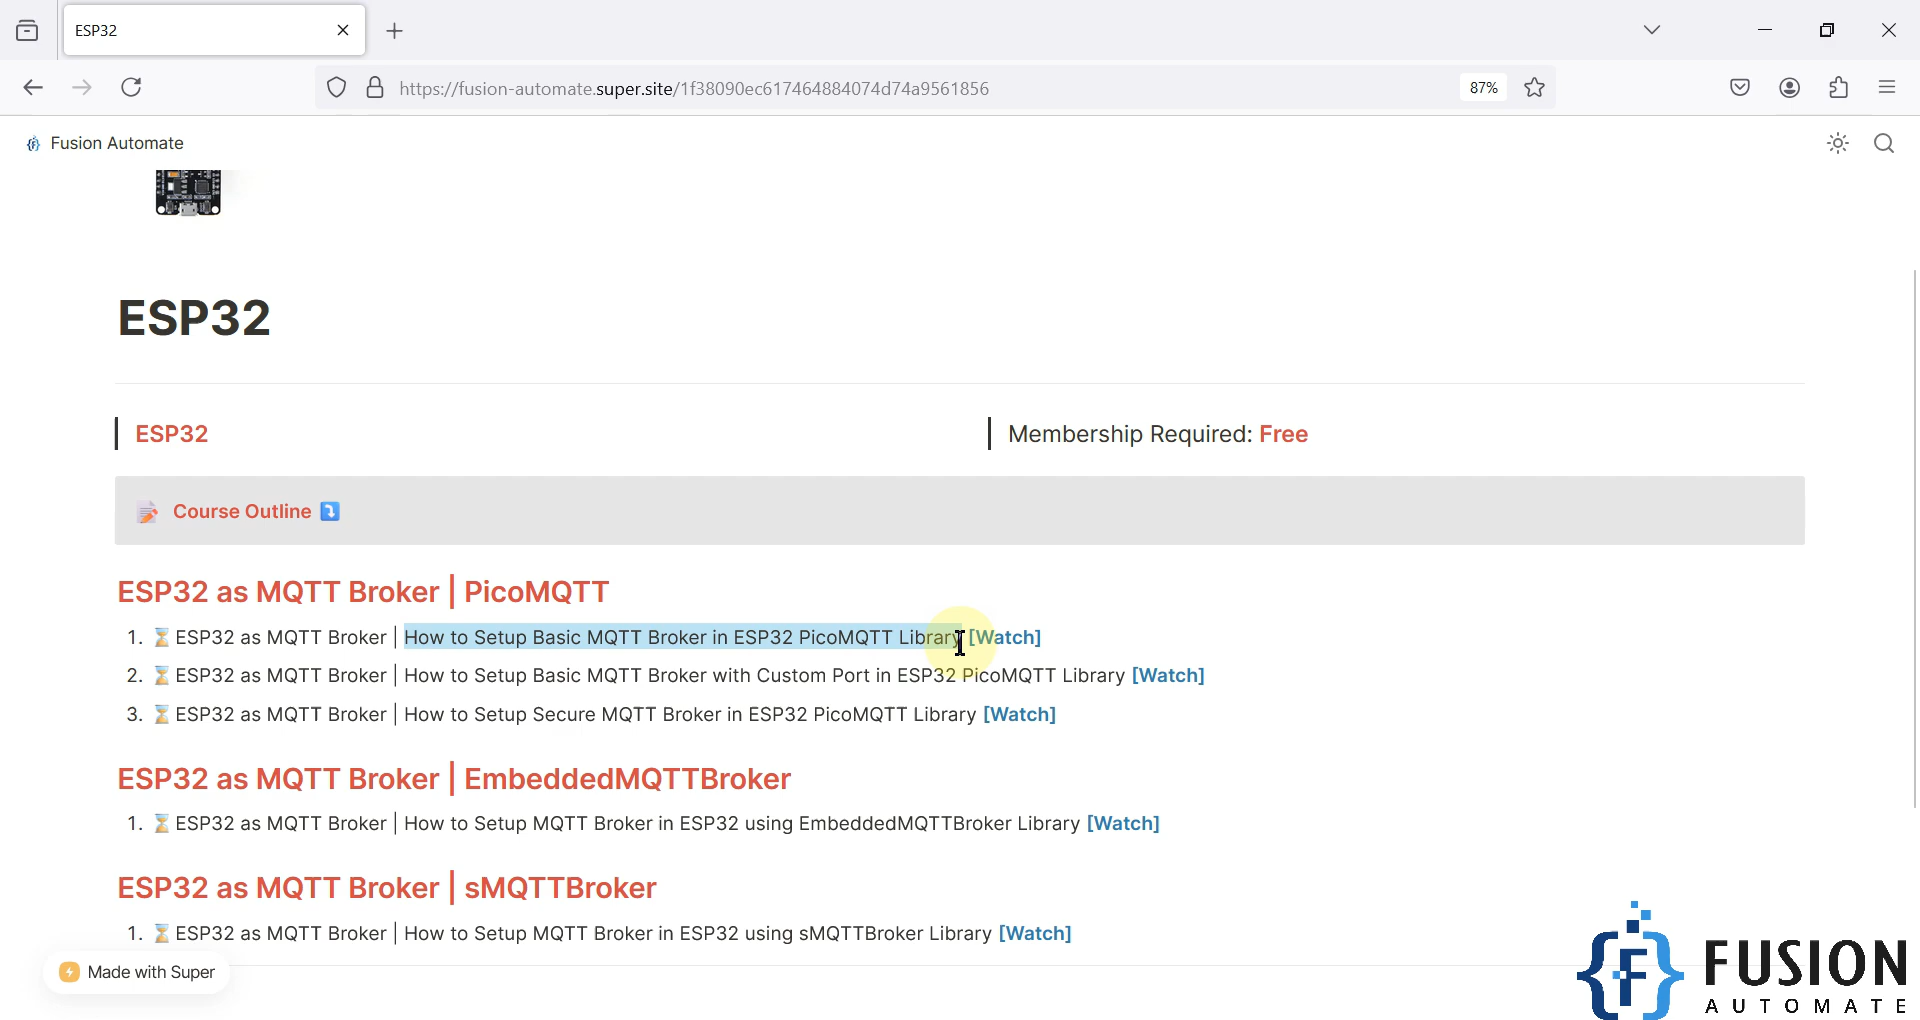 ESP32
https://fusion-automate.super.site/1f38090ec617464884074d74a9561856
87%
Fusion Automate
ESP32
ESP32
Membership Required: Free
Course Outline
ESP32 as MQTT Broker | PicoMQTT
1. ESP32 as MQTT Broker | How to Setup Basic MQTT Broker in ESP32 PicoMQTT Library [Watch]
2. ESP32 as MQTT Broker | How to Setup Basic MQTT Broker with Custom Port in ESP32 PicoMQTT Library [Watch]
3. ESP32 as MQTT Broker | How to Setup Secure MQTT Broker in ESP32 PicoMQTT Library [Watch]
ESP32 as MQTT Broker | EmbeddedMQTTBroker
1. ESP32 as MQTT Broker | How to Setup MQTT Broker in ESP32 using EmbeddedMQTTBroker Library [Watch]
ESP32 as MQTT Broker | sMQTTBroker
1. ESP32 as MQTT Broker | How to Setup MQTT Broker in ESP32 using sMQTTBroker Library [Watch]
Made with Super
FUSION
AUTOMATE